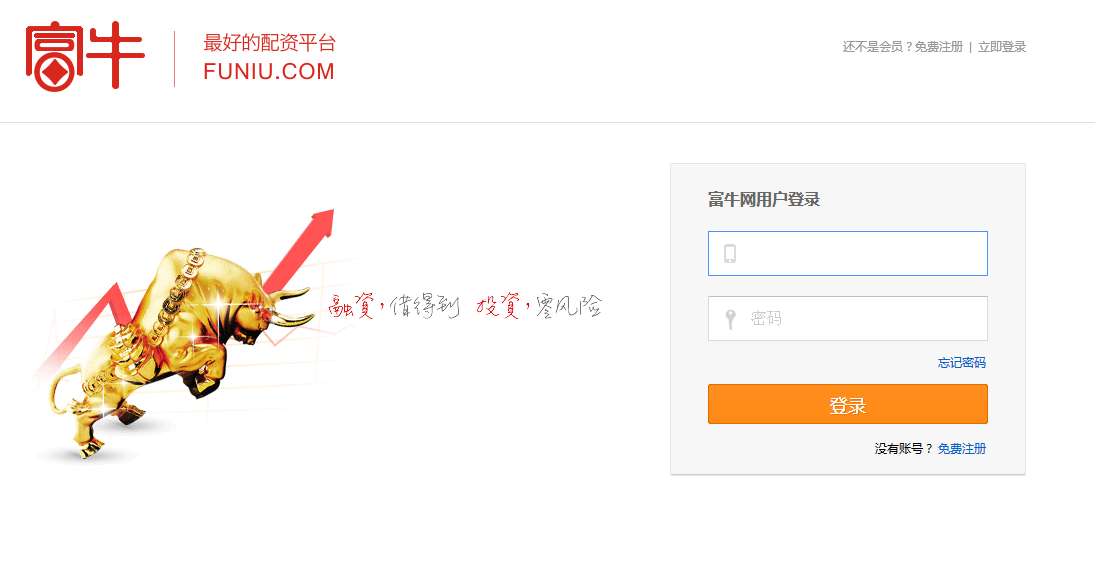 富牛
最好的配资平台
FUNIU.COM
还不是会员？免费注册 | 立即登录
富牛网用户登录
融資，借得到 投資，零风险
密码
忘记密码
登录
没有账号？免费注册